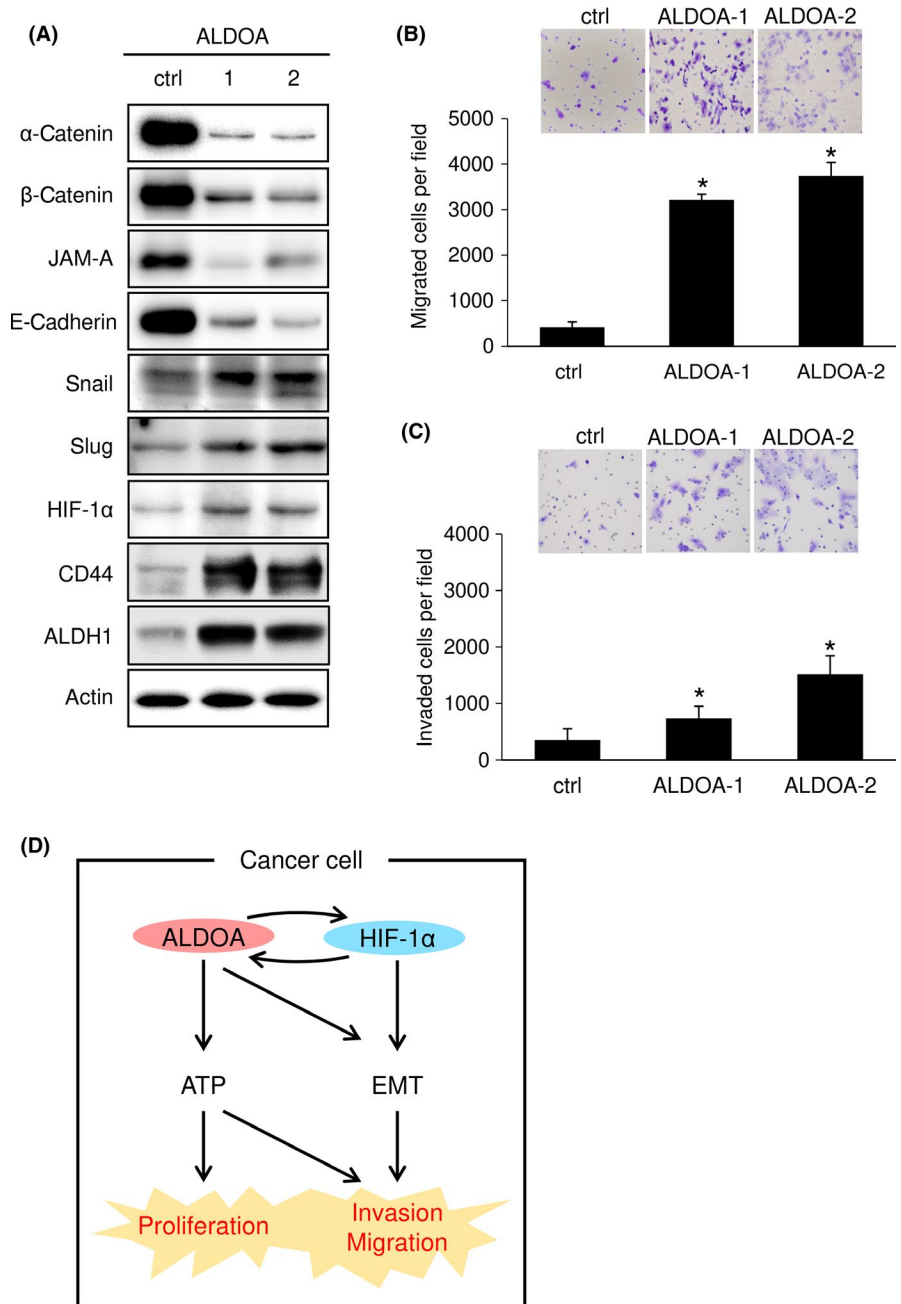 (A)
ALDOA
ctrl 1 2
α-Catenin
β-Catenin
JAM-A
E-Cadherin
Snail
Slug
HIF-1α
CD44
ALDH1
Actin
(B)
ctrl ALDOA-1 ALDOA-2
Migrated cells per field
5000
4000
3000
2000
1000
0
* *
ctrl ALDOA-1 ALDOA-2
(C)
ctrl ALDOA-1 ALDOA-2
Invaded cells per field
4000
3000
2000
1000
0
* *
ctrl ALDOA-1 ALDOA-2
(D)
Cancer cell
ALDOA HIF-1α
ATP EMT
Proliferation
Invasion
Migration